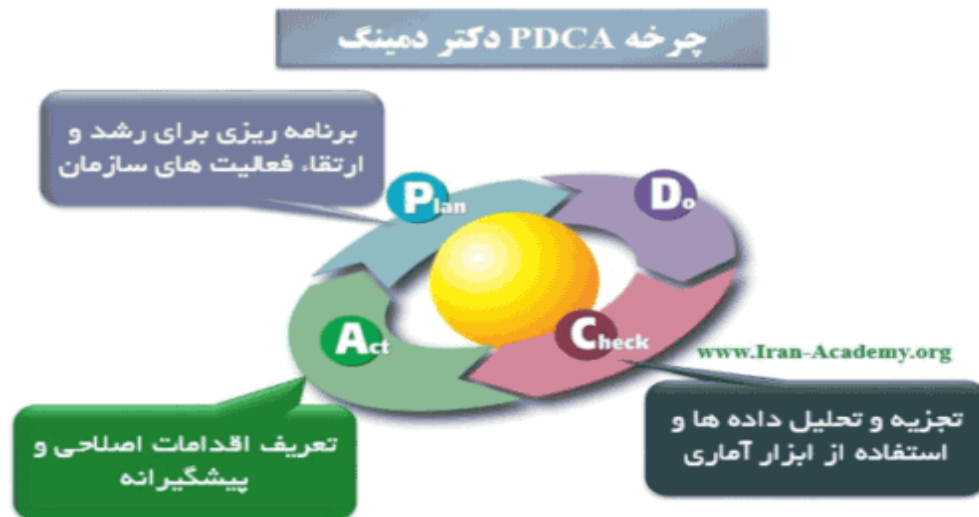 چرخه PDCA دکتر دمینگ
برنامه ریزی برای رشد و
ارتقاء فعالیت های سازمان
Plan
Do
Act
Check
www.Iran-Academy.org
تجزیه و تحلیل داده ها و
استفاده از ابزار آماری
تعریف اقدامات اصلاحی و
پیشگیرانه